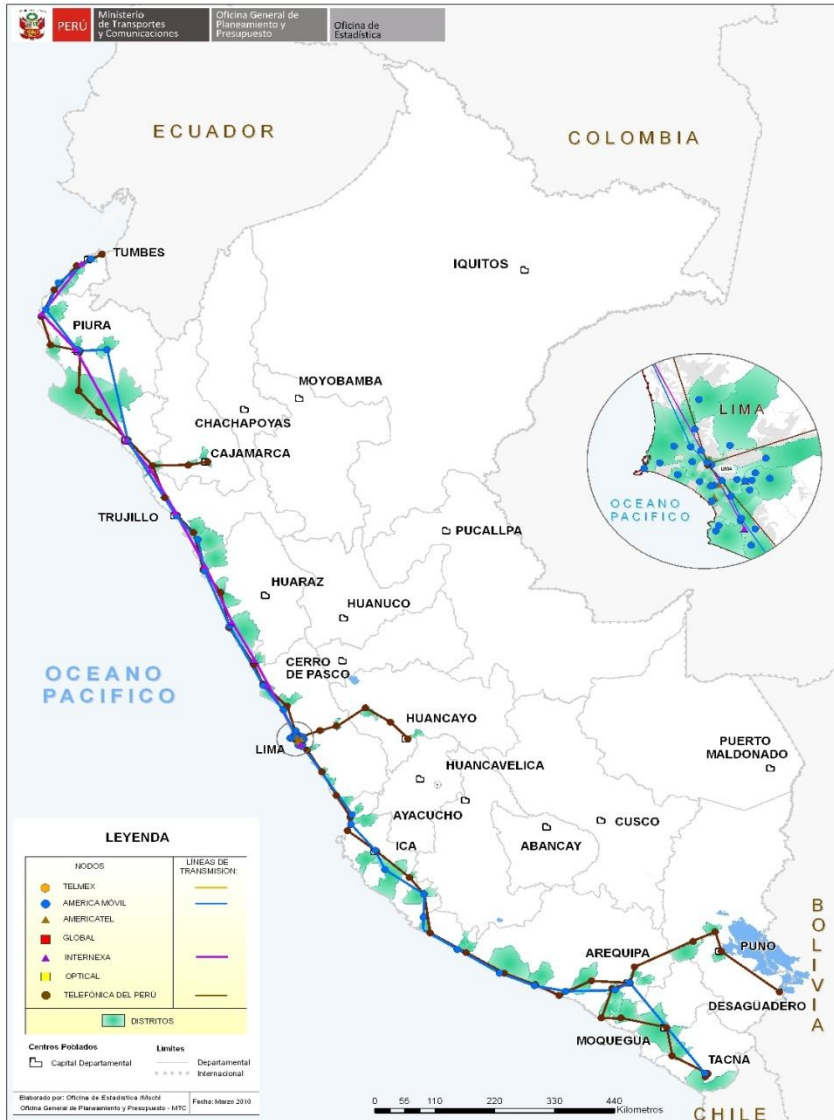 PERÚ
Ministerio
de Transportes
y Comunicaciones
Oficina General de
Planeamiento y
Presupuesto
Oficina de
Estadística
ECUADOR
COLOMBIA
TUMBES
IQUITOS
PIURA
MOYOBAMBA
CHACHAPOYAS
CAJAMARCA
LIMA
LIMA
OCEANO
PACIFICO
TRUJILLO
PUCALLPA
HUARAZ
HUANUCO
OCEANO
PACIFICO
CERRO
DE PASCO
HUANCAYO
LIMA
PUERTO
MALDONADO
HUANCAVELICA
AYACUCHO
CUSCO
ICA
ABANCAY
BOLIVIA
AREQUIPA
PUNO
DESAGUADERO
MOQUEGUA
TACNA
CHILE
LEYENDA
NODOS
LÍNEAS DE
TRANSMISION:
TELMEX
AMERICA MÓVIL
AMERICATEL
GLOBAL
INTERNEXA
OPTICAL
TELEFÓNICA DEL PERÚ
DISTRITOS
Centros Poblados
Capital Departamental
Limites
Departamental
Internacional
Elaborado por: Oficina de Estadística /Mochl
Oficina General de Planeamiento y Presupuesto - MTC
Fecha: Marzo 2010
0 55 110 220 330 440
Kilometros